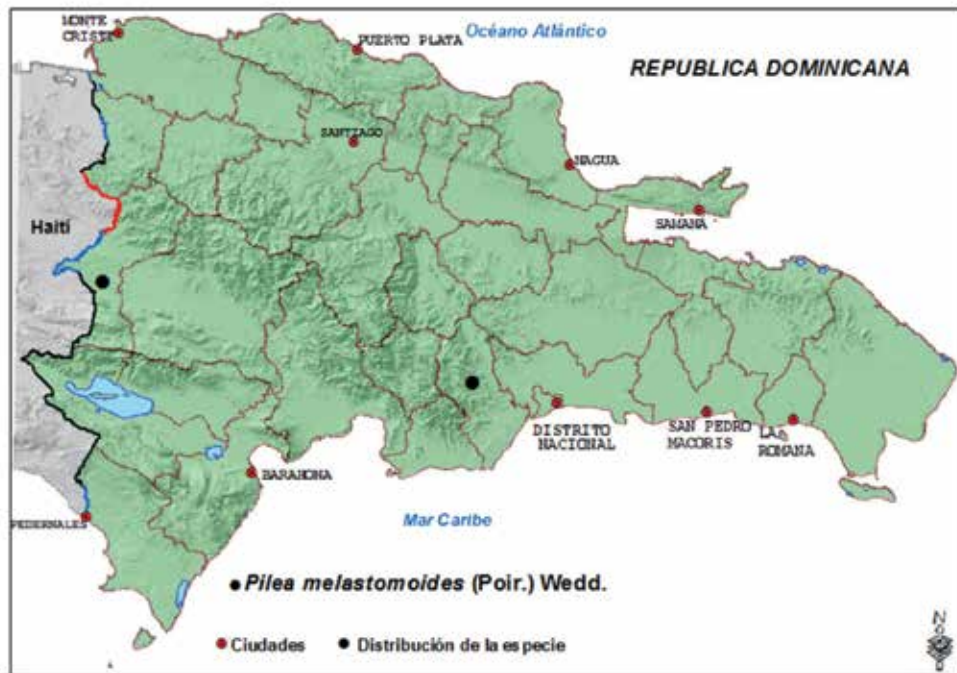 MONTE
CRISTI
PUERTO PLATA
Océano Atlántico
REPUBLICA DOMINICANA
SANTIAGO
NAGUA
SAMANA
Haití
DISTRITO
NACIONAL
SAN PEDRO
MACORIS
LA
ROMANA
BARAHONA
PEDERNALES
Mar Caribe
Pilea melastomoides (Poir.) Wedd.
Ciudades
Distribución de la especie
N